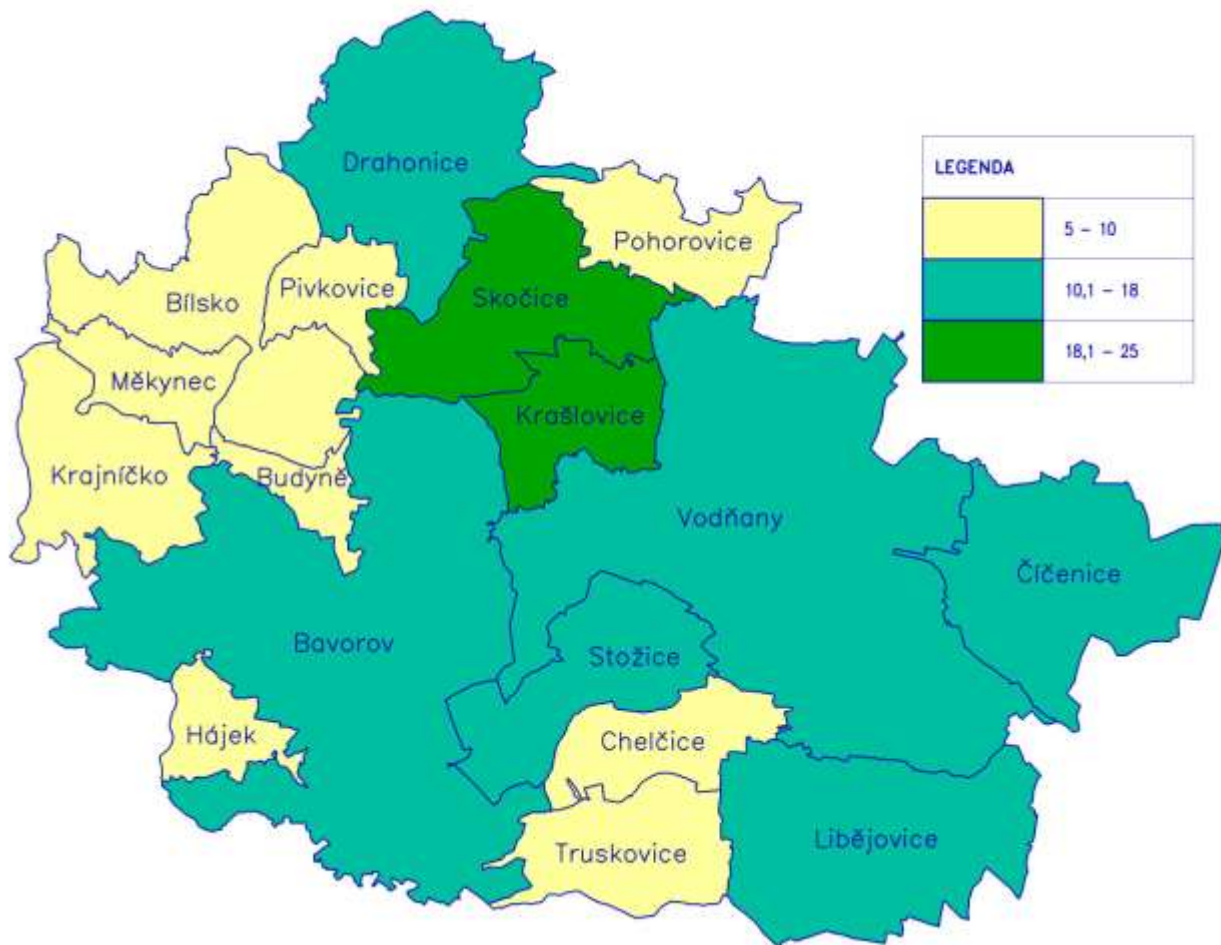 Drahonice
LEGENDA
5 – 10
10,1 – 18
18,1 – 25
Pohorovice
Bílsko
Pivkovice
Skočice
Měkynec
Krašlovice
Krajníčko
Budyně
Vodňany
Číčenice
Bavorov
Stožice
Hájek
Chelčice
Truskovice
Libějovice